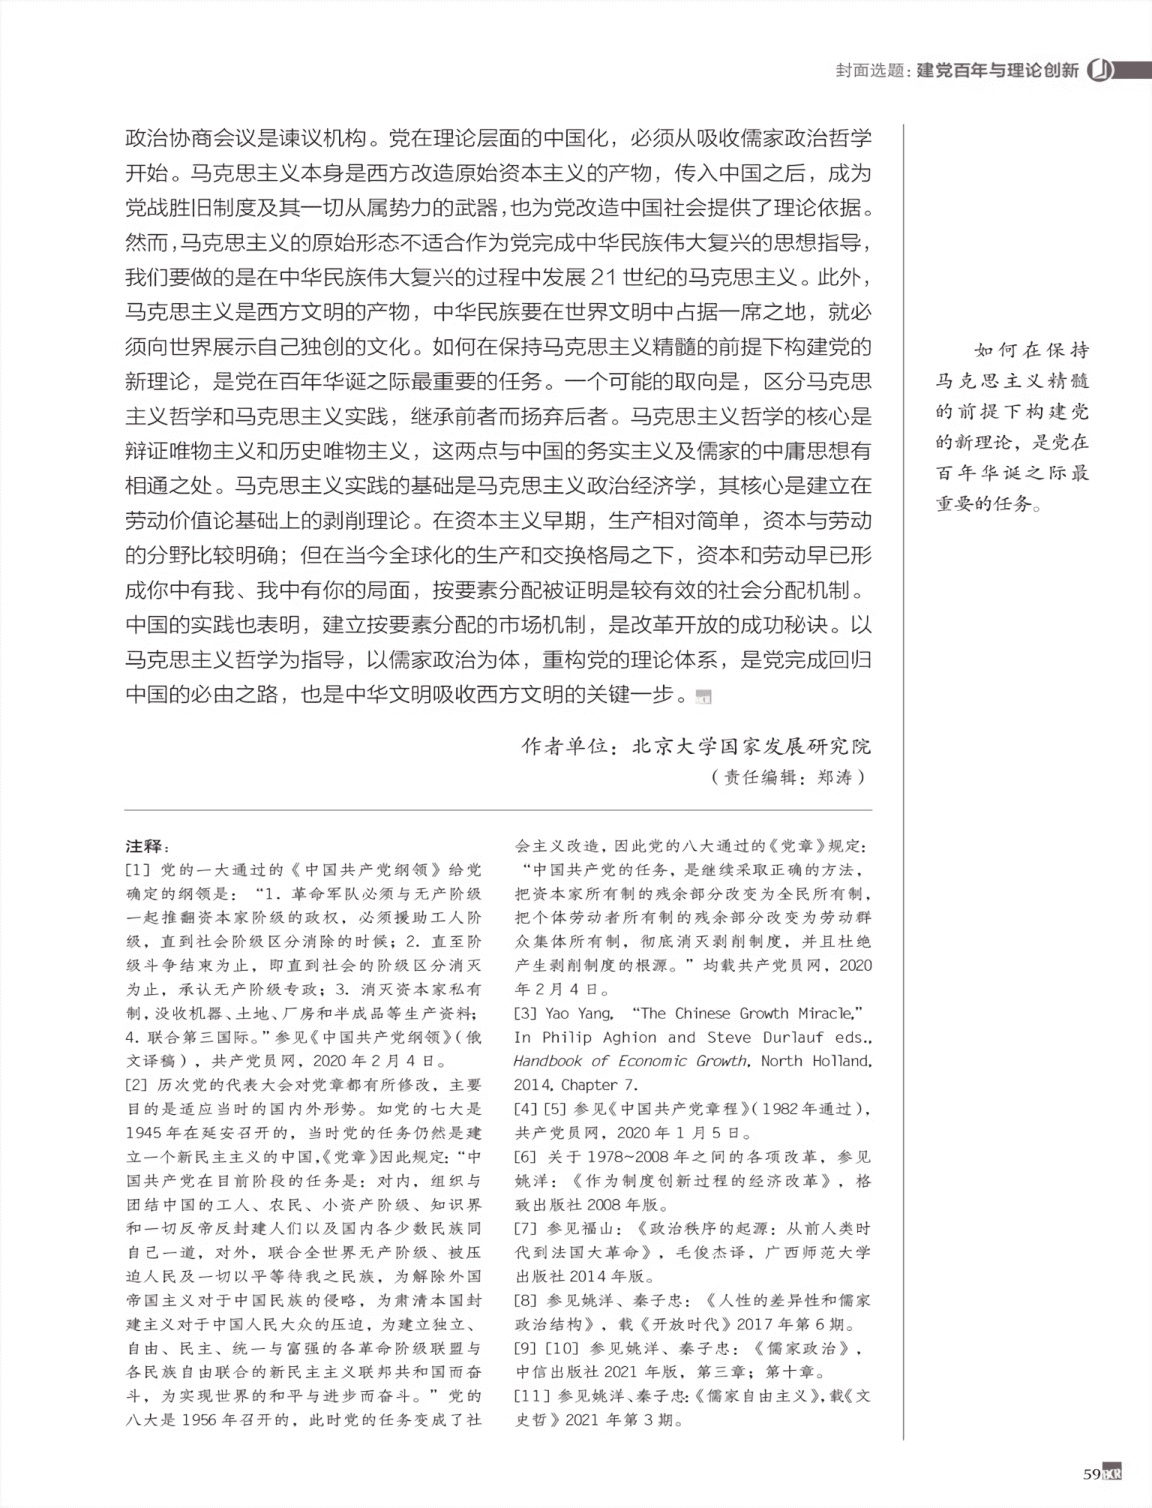 封面选题：建党百年与理论创新
政治协商会议是谏议机构。党在理论层面的中国化，必须从吸收儒家政治哲学
开始。马克思主义本身是西方改造原始资本主义的产物，传入中国之后，成为
党战胜旧制度及其一切从属势力的武器，也为党改造中国社会提供了理论依据。
然而，马克思主义的原始形态不适合作为党完成中华民族伟大复兴的思想指导，
我们要做的是在中华民族伟大复兴的过程中发展 21 世纪的马克思主义。此外，
马克思主义是西方文明的产物，中华民族要在世界文明中占据一席之地，就必
须向世界展示自己独创的文化。如何在保持马克思主义精髓的前提下构建党的
新理论，是党在百年华诞之际最重要的任务。一个可能的取向是，区分马克思
主义哲学和马克思主义实践，继承前者而扬弃后者。马克思主义哲学的核心是
辩证唯物主义和历史唯物主义，这两点与中国的务实主义及儒家的中庸思想有
相通之处。马克思主义实践的基础是马克思主义政治经济学，其核心是建立在
劳动价值论基础上的剥削理论。在资本主义早期，生产相对简单，资本与劳动
的分野比较明确；但在当今全球化的生产和交换格局之下，资本和劳动早已形
成你中有我、我中有你的局面，按要素分配被证明是较有效的社会分配机制。
中国的实践也表明，建立按要素分配的市场机制，是改革开放的成功秘诀。以
马克思主义哲学为指导，以儒家政治为体，重构党的理论体系，是党完成回归
中国的必由之路，也是中华文明吸收西方文明的关键一步。
作者单位：北京大学国家发展研究院
（责任编辑：郑涛）
如何在保持
马克思主义精髓
的前提下构建党
的新理论，是党在
百年华诞之际最
重要的任务。
注释：
[1] 党的一大通过的《中国共产党纲领》给党
确定的纲领是：“1. 革命军队必须与无产阶级
一起推翻资本家阶级的政权，必须援助工人阶
级，直到社会阶级区分消除的时候；2. 直至阶
级斗争结束为止，即直到社会的阶级区分消灭
为止，承认无产阶级专政；3. 消灭资本家私有
制，没收机器、土地、厂房和半成品等生产资料；
4. 联合第三国际。”参见《中国共产党纲领》（俄
文译稿），共产党员网，2020 年 2 月 4 日。
[2] 历次党的代表大会对党章都有所修改，主要
目的是适应当时的国内外形势。如党的七大是
1945 年在延安召开的，当时党的任务仍然是建
立一个新民主主义的中国，《党章》因此规定：“中
国共产党在目前阶段的任务是：对内，组织与
团结中国的工人、农民、小资产阶级、知识界
和一切反帝反封建人们以及国内各少数民族同
自己一道，对外，联合全世界无产阶级、被压
迫人民及一切以平等待我之民族，为解除外国
帝国主义对于中国民族的侵略，为肃清本国封
建主义对于中国人民大众的压迫，为建立独立、
自由、民主、统一与富强的各革命阶级联盟与
各民族自由联合的新民主主义联邦共和国而奋
斗，为实现世界的和平与进步而奋斗。”党的
八大是 1956 年召开的，此时党的任务变成了社
会主义改造，因此党的八大通过的《党章》规定：
“中国共产党的任务，是继续采取正确的方法，
把资本家所有制的残余部分改变为全民所有制，
把个体劳动者所有制的残余部分改变为劳动群
众集体所有制，彻底消灭剥削制度，并且杜绝
产生剥削制度的根源。”均载共产党员网，2020
年 2 月 4 日。
[3] Yao Yang, “The Chinese Growth Miracle,”
In Philip Aghion and Steve Durlauf eds.,
Handbook of Economic Growth, North Holland,
2014, Chapter 7.
[4] [5] 参见《中国共产党章程》（1982 年通过），
共产党员网，2020 年 1 月 5 日。
[6] 关于 1978~2008 年之间的各项改革，参见
姚洋：《作为制度创新过程的经济改革》，格
致出版社 2008 年版。
[7] 参见福山：《政治秩序的起源：从前人类时
代到法国大革命》，毛俊杰译，广西师范大学
出版社 2014 年版。
[8] 参见姚洋、秦子忠：《人性的差异性和儒家
政治结构》，载《开放时代》2017 年第 6 期。
[9] [10] 参见姚洋、秦子忠：《儒家政治》，
中信出版社 2021 年版，第三章；第十章。
[11] 参见姚洋、秦子忠：《儒家自由主义》，载《文
史哲》2021 年第 3 期。
59